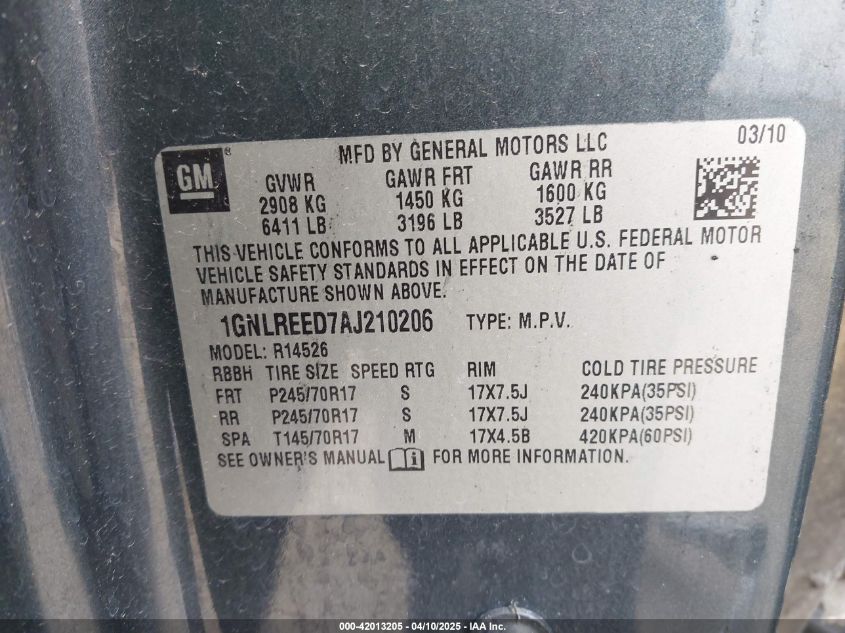 MFD BY GENERAL MOTORS LLC 03/10
GM®
GVWR GAWR FRT GAWR RR
2908 KG 1450 KG 1600 KG
6411 LB 3196 LB 3527 LB
THIS VEHICLE CONFORMS TO ALL APPLICABLE U.S. FEDERAL MOTOR
VEHICLE SAFETY STANDARDS IN EFFECT ON THE DATE OF
MANUFACTURE SHOWN ABOVE.
1GNLREED7AJ210206 TYPE: M.P.V.
MODEL: R14526
RBBH TIRE SIZE SPEED RTG RIM COLD TIRE PRESSURE
FRT P245/70R17 S 17X7.5J 240KPA(35PSI)
RR P245/70R17 S 17X7.5J 240KPA(35PSI)
SPA T145/70R17 M 17X4.5B 420KPA(60PSI)
SEE OWNER'S MANUAL i FOR MORE INFORMATION.
000-42013205 - 04/10/2025 - IAA Inc.